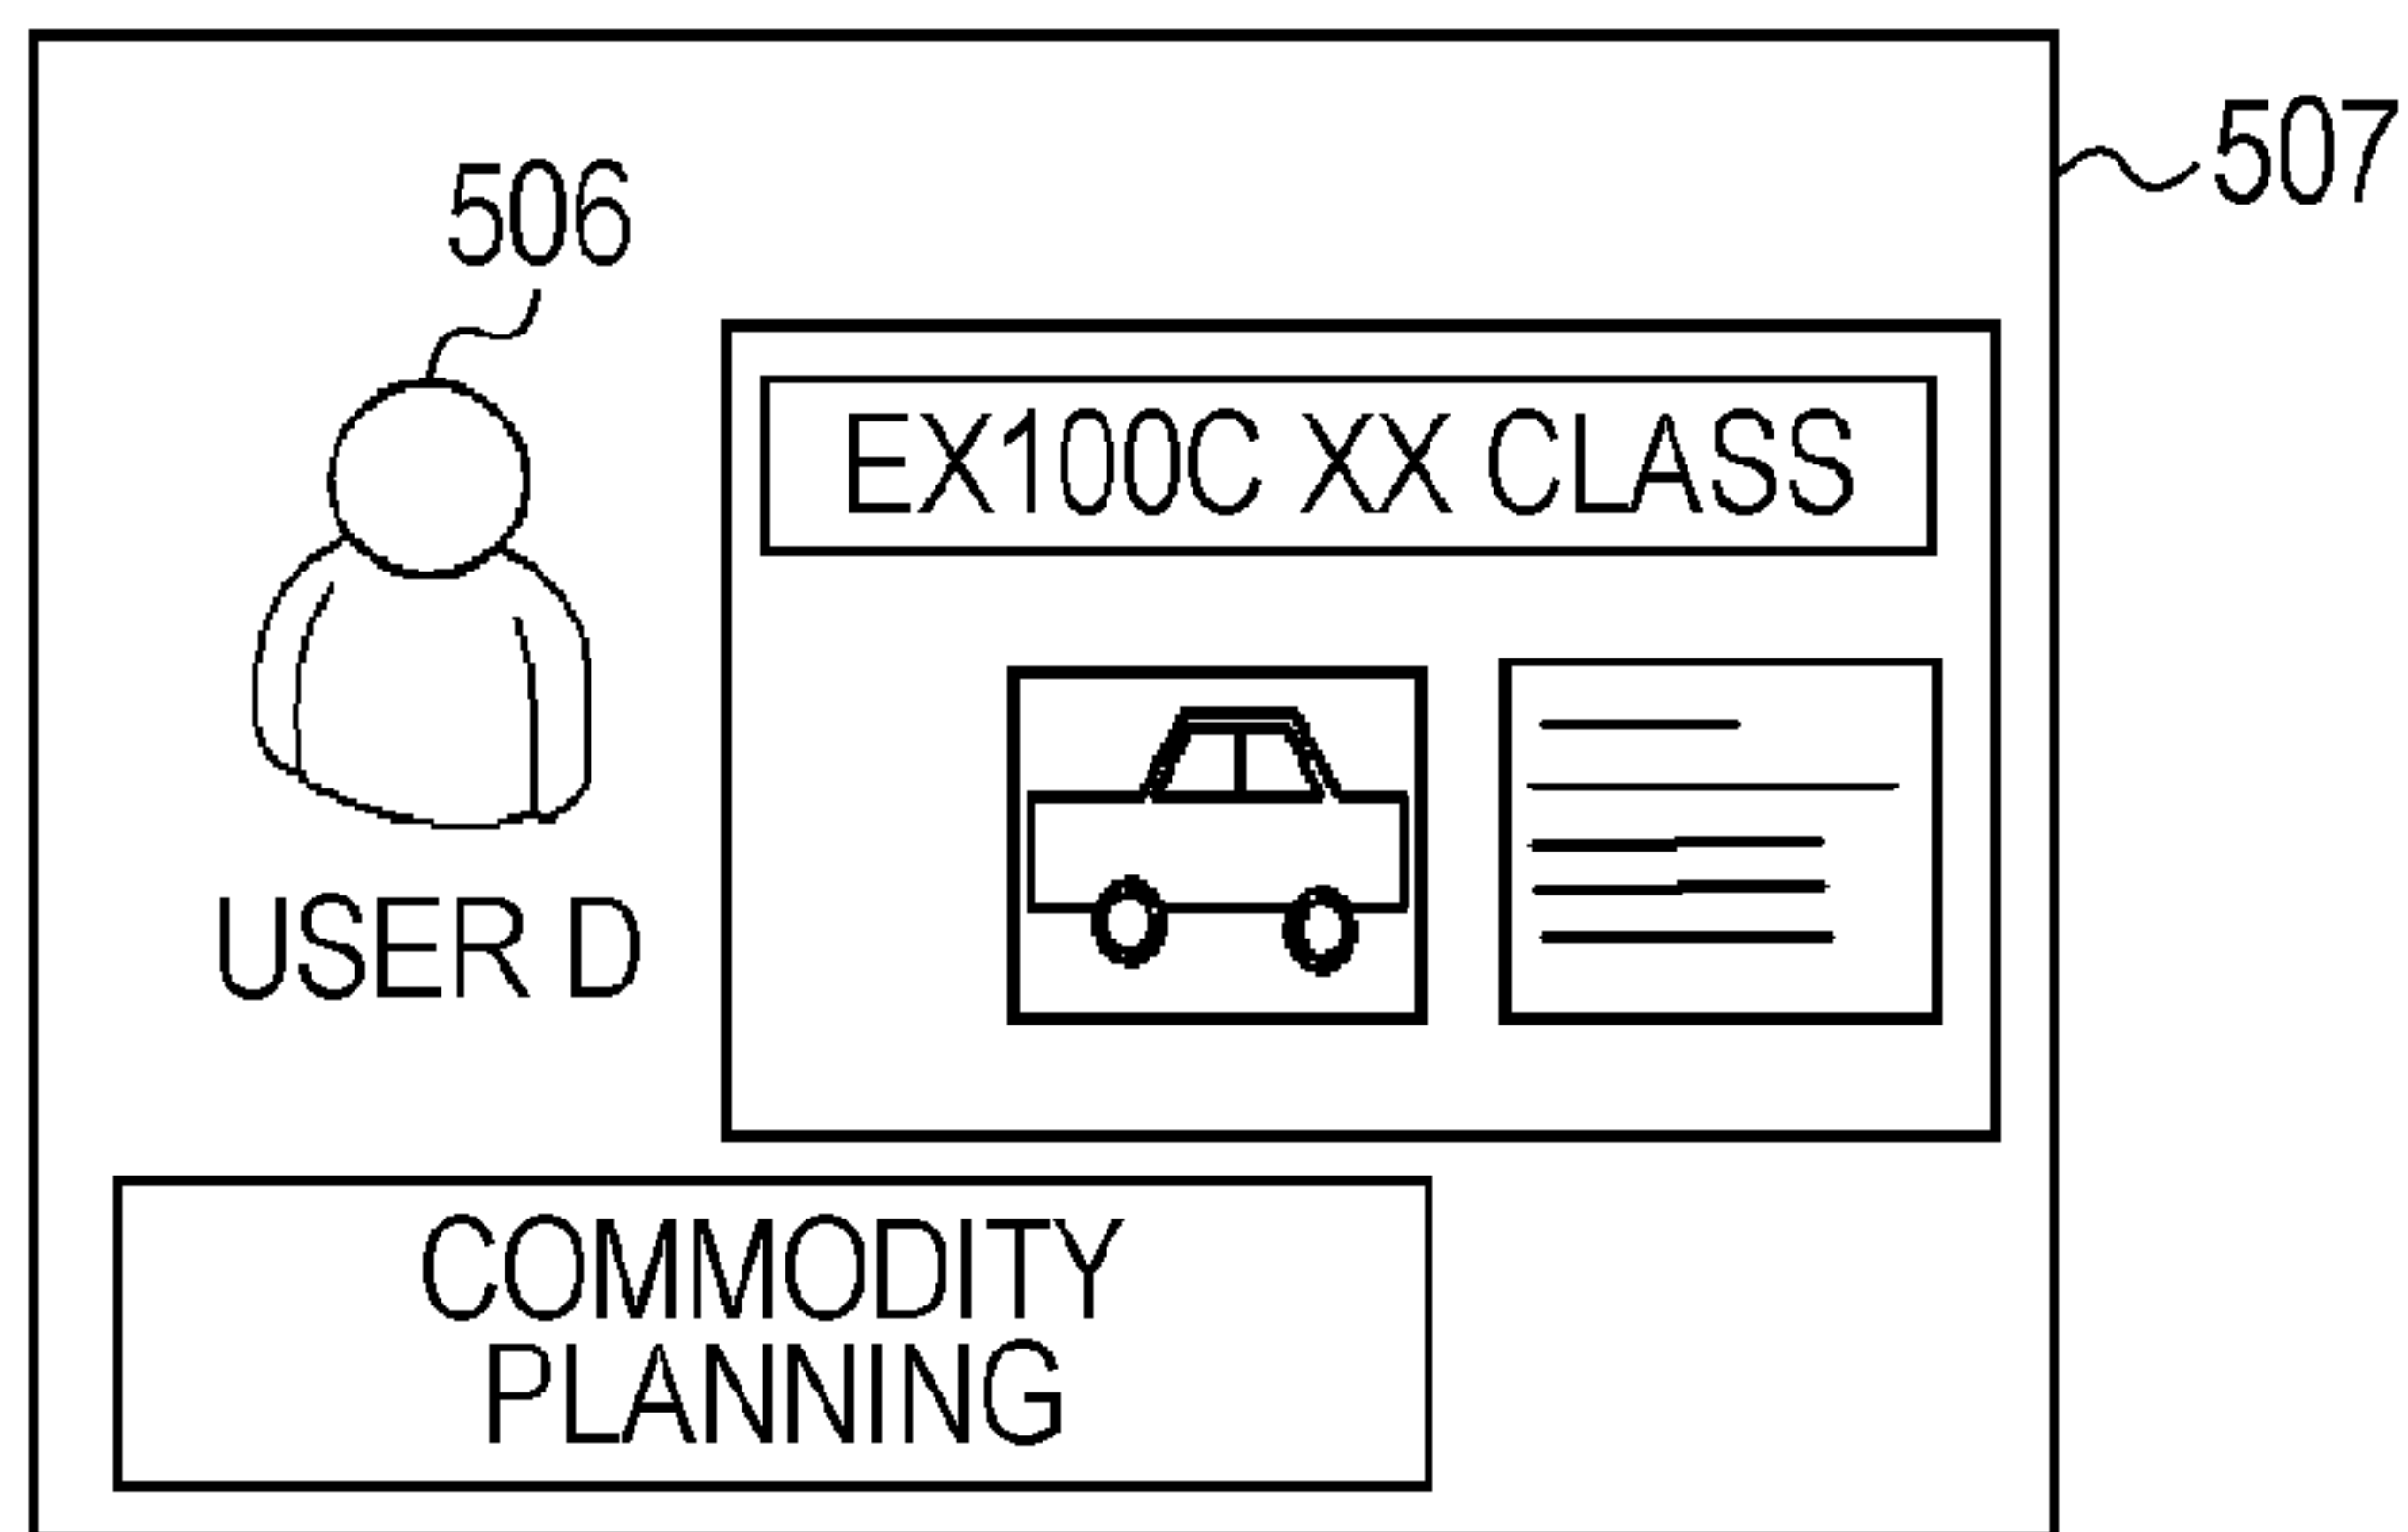 507
506
EX100C XX CLASS
USER D
COMMODITY
PLANNING